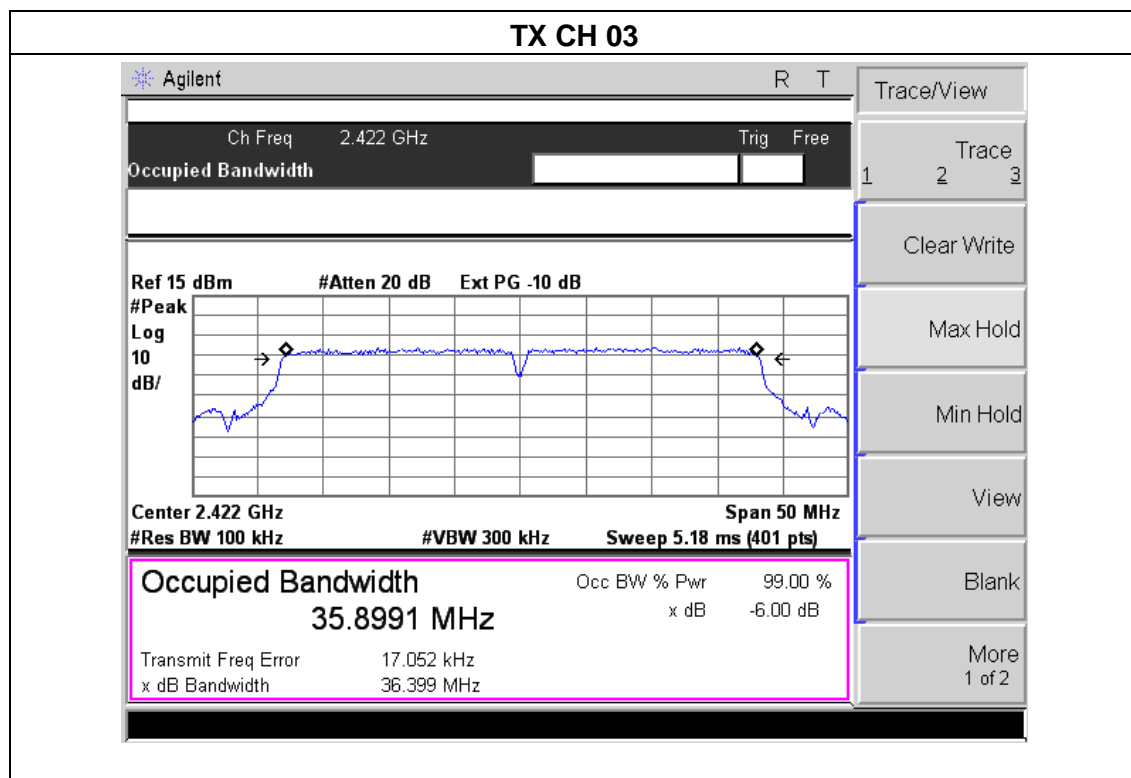 TX CH 03
Agilent R T
Trace/View
Ch Freq 2.422 GHz Trig Free
Occupied Bandwidth
Trace
1 2 3
Clear Write
Ref 15 dBm #Atten 20 dB Ext PG -10 dB
#Peak
Log
10
dB/
Max Hold
Min Hold
View
Center 2.422 GHz Span 50 MHz
#Res BW 100 kHz #VBW 300 kHz Sweep 5.18 ms (401 pts)
Occupied Bandwidth Occ BW % Pwr 99.00 %
35.8991 MHz x dB -6.00 dB
Blank
Transmit Freq Error 17.052 kHz
x dB Bandwidth 36.399 MHz
More
1 of 2